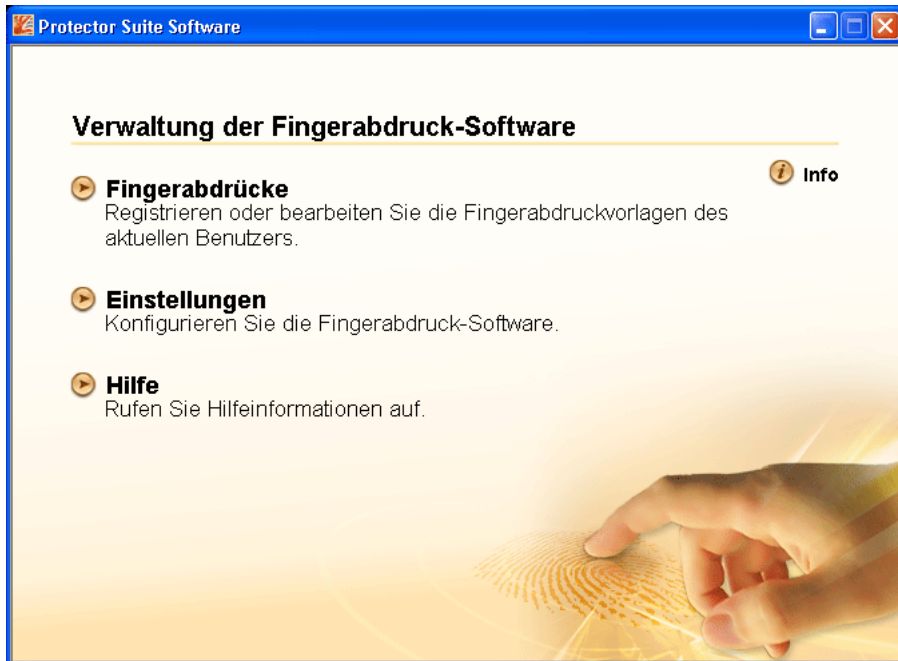 Protector Suite Software
Verwaltung der Fingerabdruck-Software
Info
Fingerabdrücke
Registrieren oder bearbeiten Sie die Fingerabdruckvorlagen des
aktuellen Benutzers.
Einstellungen
Konfigurieren Sie die Fingerabdruck-Software.
Hilfe
Rufen Sie Hilfeinformationen auf.